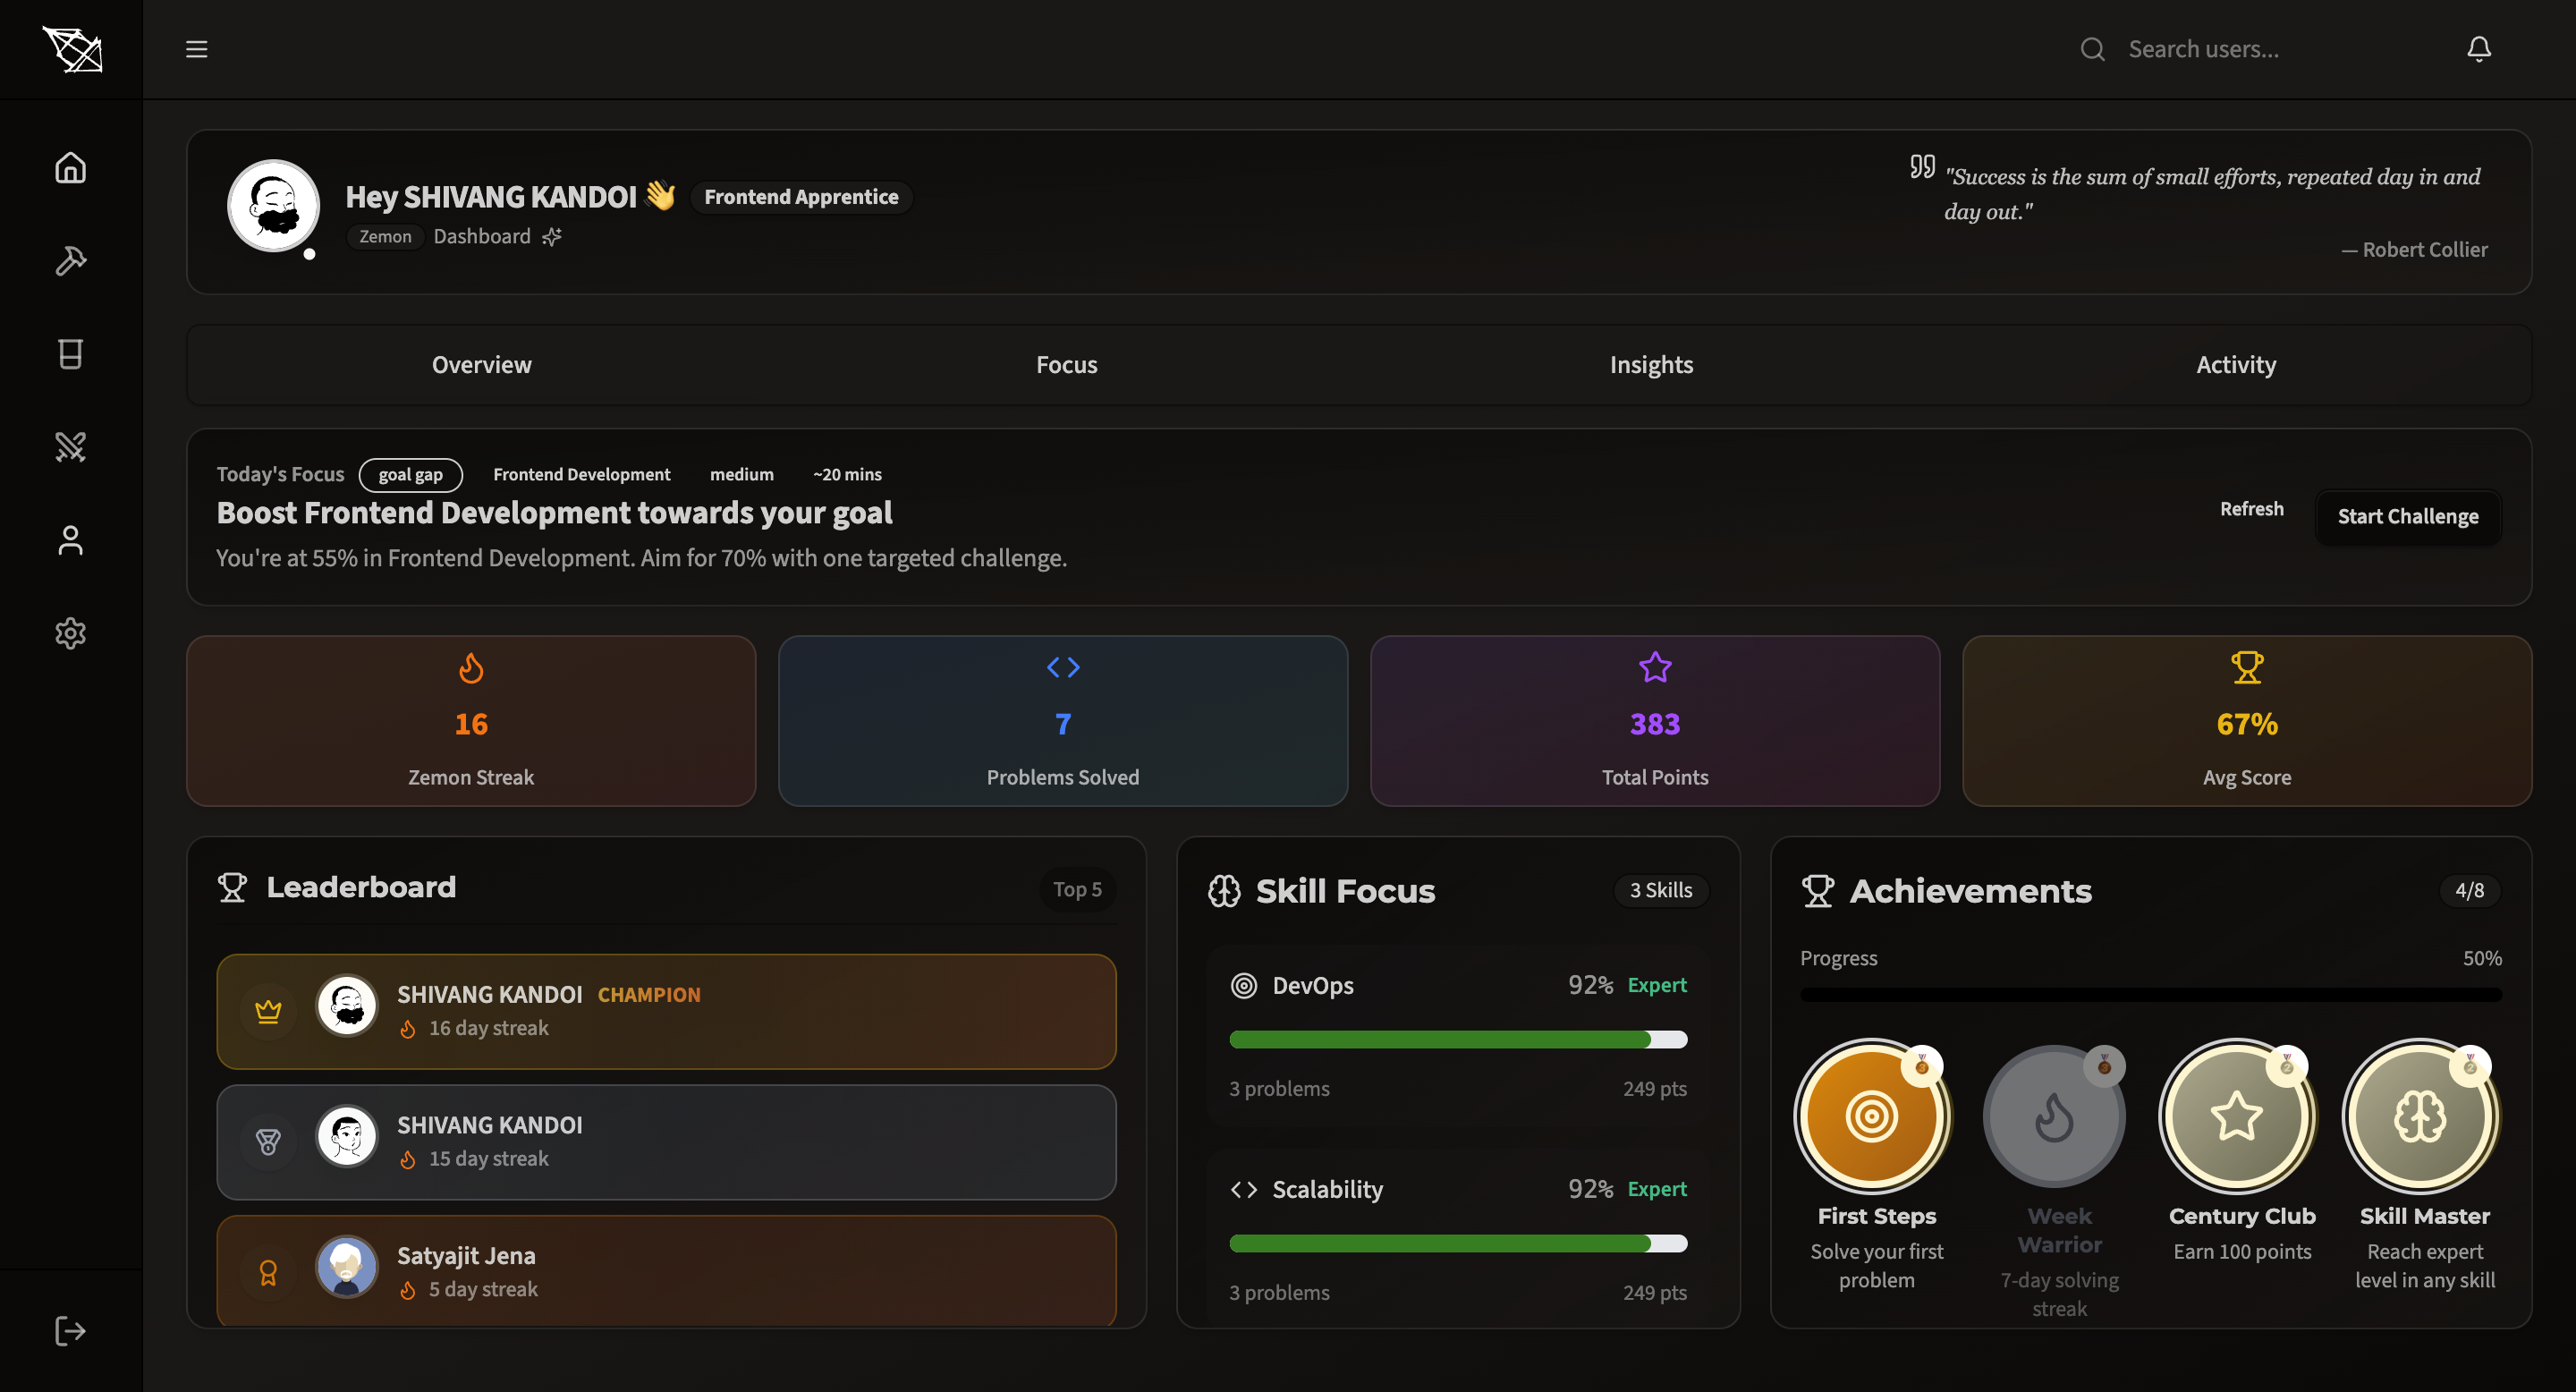 Search users...
Hey SHIVANG KANDOI 👋 Frontend Apprentice
Zemon Dashboard
"Success is the sum of small efforts, repeated day in and
day out."
— Robert Collier
Overview Focus Insights Activity
Today's Focus goal gap Frontend Development medium ~20 mins
Boost Frontend Development towards your goal
You're at 55% in Frontend Development. Aim for 70% with one targeted challenge.
Refresh Start Challenge
16
Zemon Streak
7
Problems Solved
383
Total Points
67%
Avg Score
Leaderboard Top 5
SHIVANG KANDOI CHAMPION
16 day streak
SHIVANG KANDOI
15 day streak
Satyajit Jena
5 day streak
Skill Focus 3 Skills
DevOps 92% Expert
3 problems 249 pts
Scalability 92% Expert
3 problems 249 pts
Achievements 4/8
Progress 50%
First Steps
Solve your first
problem
Week
Warrior
7-day solving
streak
Century Club
Earn 100 points
Skill Master
Reach expert
level in any skill